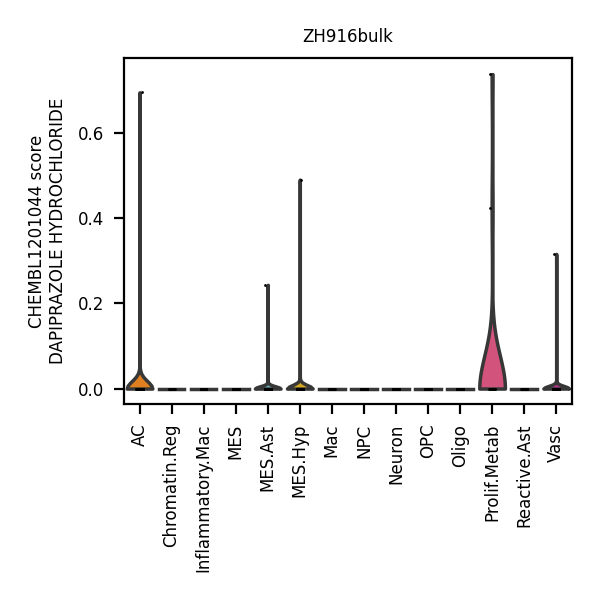 ZH916bulk
CHEMBL1201044 score
DAPIPRAZOLE HYDROCHLORIDE
0.6
0.4
0.2
0.0
AC
Chromatin.Reg
Inflammatory.Mac
MES
MES.Ast
MES.Hyp
Mac
NPC
Neuron
OPC
Oligo
Prolif.Metab
Reactive.Ast
Vasc